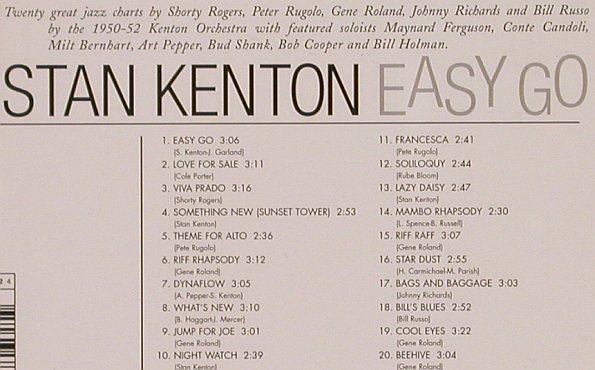 Twenty great jazz charts by Shorty Rogers, Peter Rugolo, Gene Roland, Johnny Richards and Bill Russo
by the 1950-52 Kenton Orchestra with featured soloists Maynard Ferguson, Conte Candoli,
Milt Bernhart, Art Pepper, Bud Shank, Bob Cooper and Bill Holman.
STAN KENTON EASY GO
1. EASY GO 3:06
(S. Kenton-J. Garland)
2. LOVE FOR SALE 3:11
(Cole Porter)
3. VIVA PRADO 3:16
(Shorty Rogers)
4. SOMETHING NEW (SUNSET TOWER) 2:53
(Stan Kenton)
5. THEME FOR ALTO 2:36
(Pete Rugolo)
6. RIFF RHAPSODY 3:12
(Gene Roland)
7. DYNAFLOW 3:05
(A. Pepper-S. Kenton)
8. WHAT'S NEW 3:10
(B. Haggart-J. Mercer)
9. JUMP FOR JOE 3:01
(Gene Roland)
10. NIGHT WATCH 2:39
(Stan Kenton)
11. FRANCESCA 2:41
(Pete Rugolo)
12. SOLILOQUY 2:44
(Rube Bloom)
13. LAZY DAISY 2:47
(Stan Kenton)
14. MAMBO RHAPSODY 2:30
(L. Spence-B. Russell)
15. RIFF RAFF 3:07
(Gene Roland)
16. STAR DUST 2:55
(H. Carmichael-M. Parish)
17. BAGS AND BAGGAGE 3:03
(Johnny Richards)
18. BILL'S BLUES 2:52
(Bill Russo)
19. COOL EYES 3:22
(Gene Roland)
20. BEEHIVE 3:04
(Gene Roland)
2 4